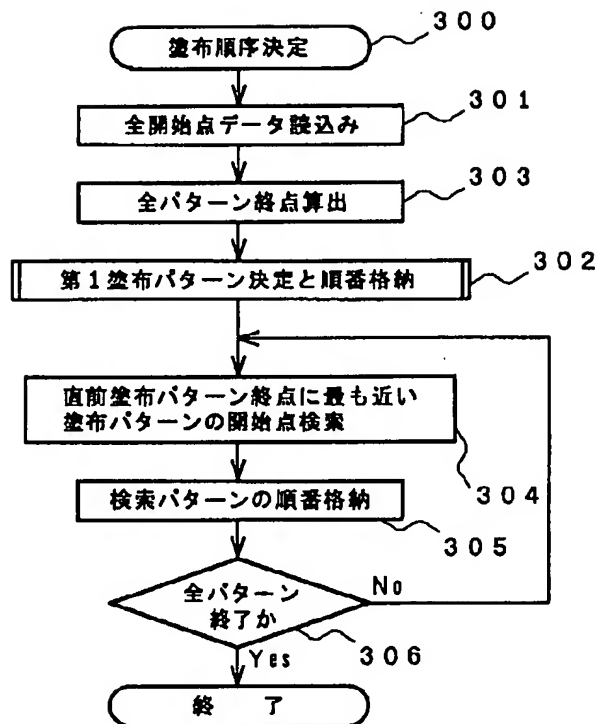 300
塗布順序決定
301
全開始点データ読込み
303
全パターン終点算出
302
第1塗布パターン決定と順番格納
直前塗布パターン終点に最も近い
塗布パターンの開始点検索
304
検索パターンの順番格納
305
全パターン
終了か
No
306
Yes
終 了